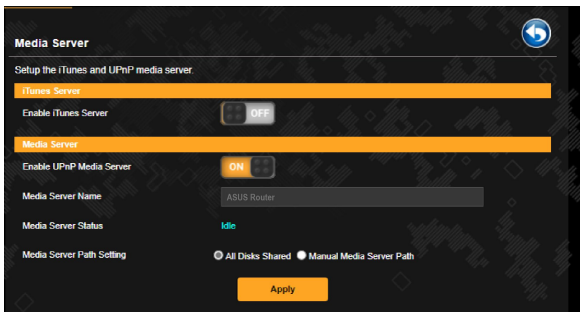 Media Server
Setup the iTunes and UPnP media server.
iTunes Server
Enable iTunes Server OFF
Media Server
Enable UPnP Media Server ON
Media Server Name ASUS Router
Media Server Status Idle
Media Server Path Setting All Disks Shared Manual Media Server Path
Apply